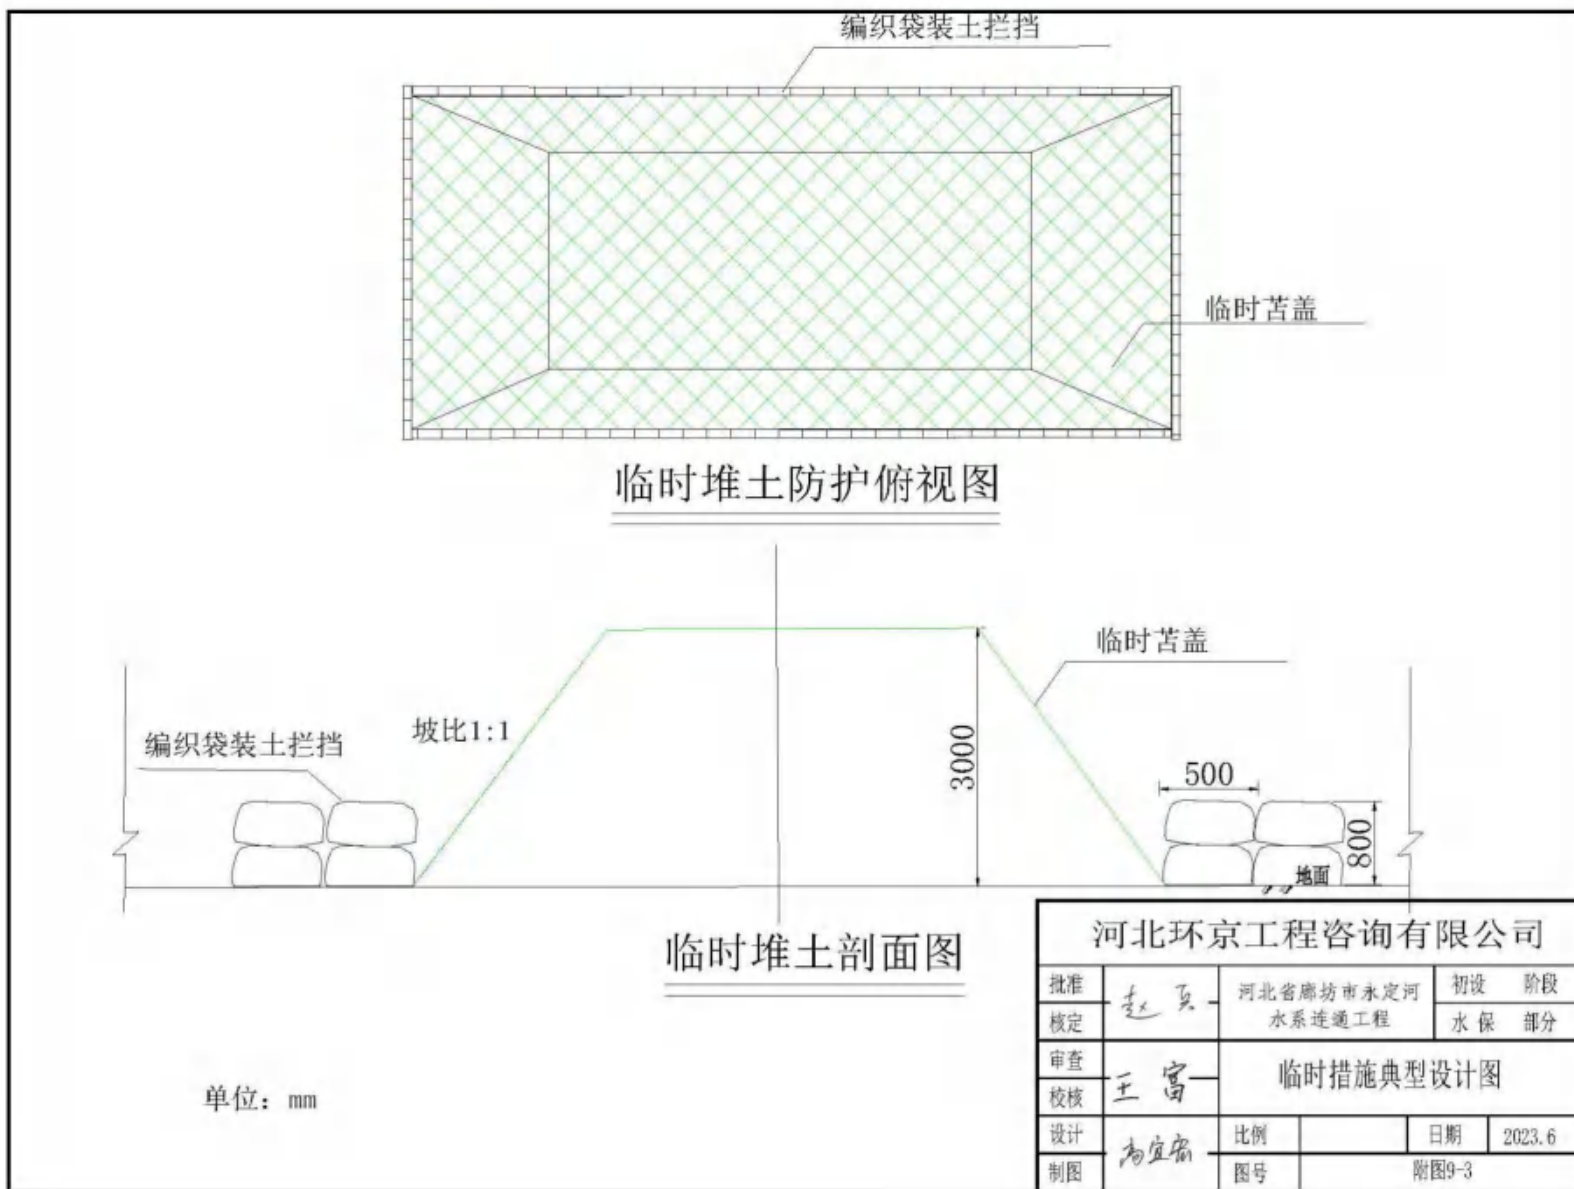 编织袋装土拦挡
临时苫盖
临时堆土防护俯视图
临时苫盖
坡比1:1
编织袋装土拦挡
3000
500
800
地面
临时堆土剖面图
单位：mm
河北环京工程咨询有限公司
批准
核定
河北省廊坊市永定河
水系连通工程
初设 阶段
水保 部分
审查
校核
王富
临时措施典型设计图
设计
制图
高宜宏
比例
日期 2023.6
图号 附图9-3